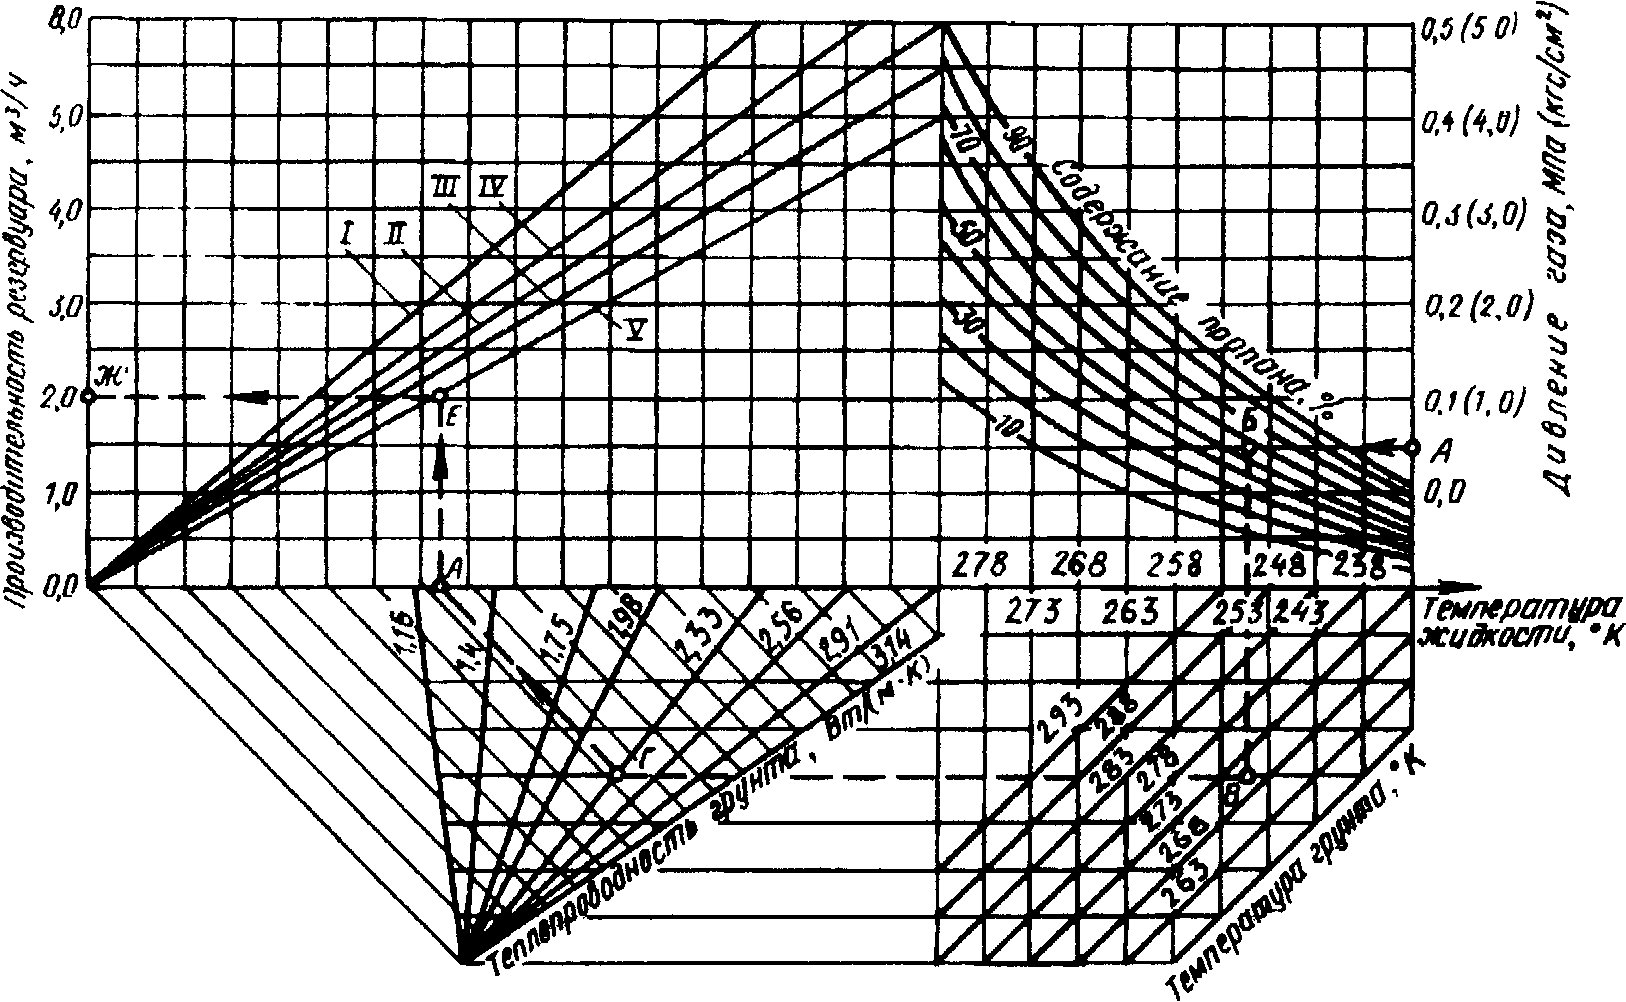 Производительность резервуара, м³/ч
8,0
5,0
4,0
3,0
2,0
1,0
0,0
Ж
I
II
III
IV
V
E
А
90
70
50
30
10
Содержание пропана, %
Б
А
0,5 (5 0)
0,4 (4,0)
0,3 (3,0)
0,2 (2,0)
0,1 (1,0)
0,0
Дивление газа, МПа (кгс/см²)
278
268
258
248
238
273
263
253
243
Температура
жидкости, °К
1,16
1.4
1.75
1,98
2,33
2,56
2,91
3,14
Г
Теплопроводность грунта, Вт/(м·К)
293
288
283
278
273
268
263
В
Температура грунта, °К